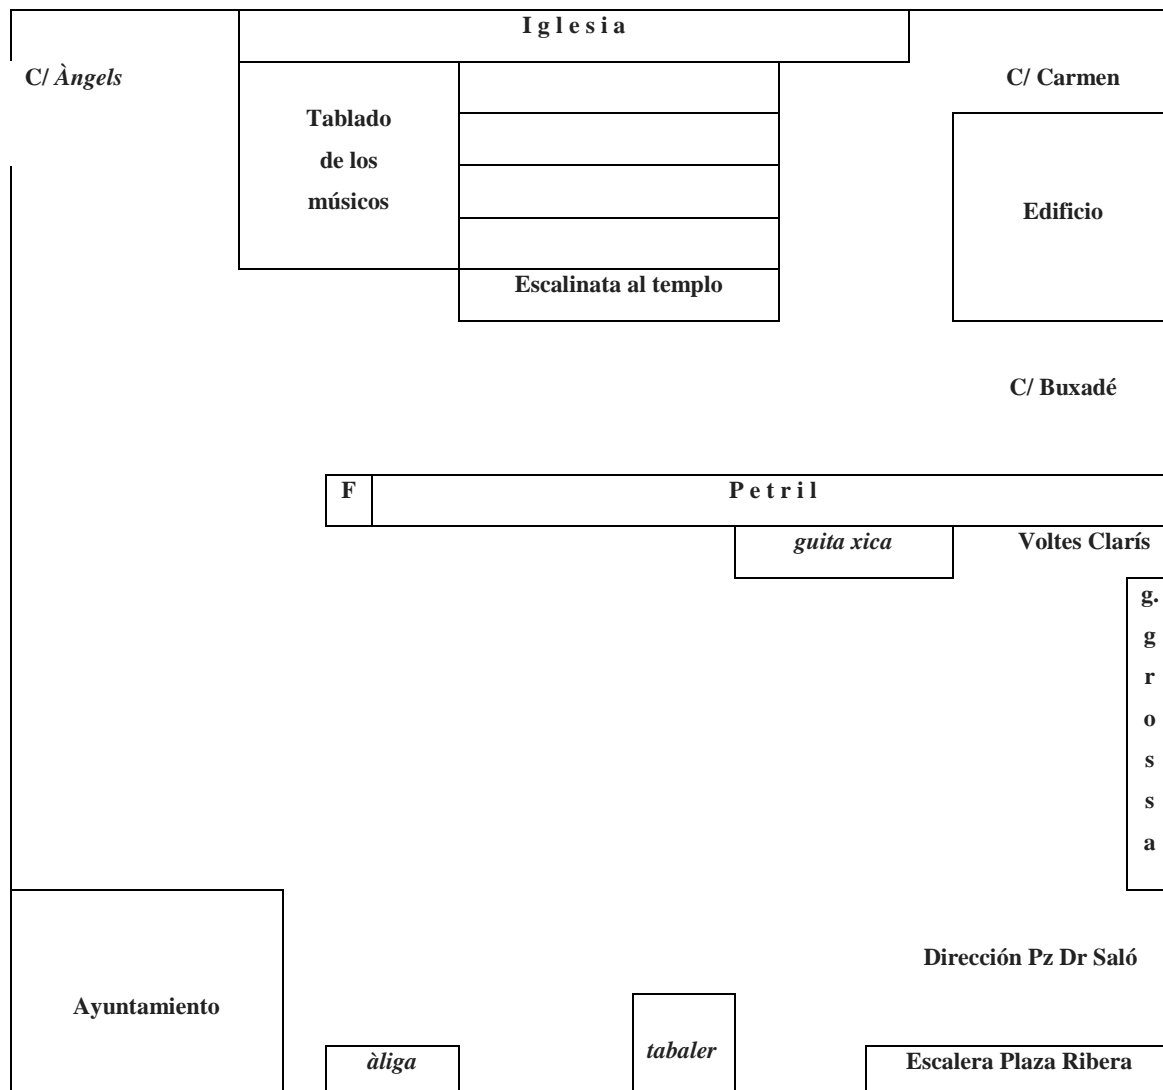 I g l e s i a
C/ Àngels
C/ Carmen
Tablado
de los
músicos
Edificio
Escalinata al templo
C/ Buxadé
F
P e t r i l
guita xica
Voltes Clarís
g.
g
r
o
s
s
a
Dirección Pz Dr Saló
Ayuntamiento
tabaler
àliga
Escalera Plaza Ribera